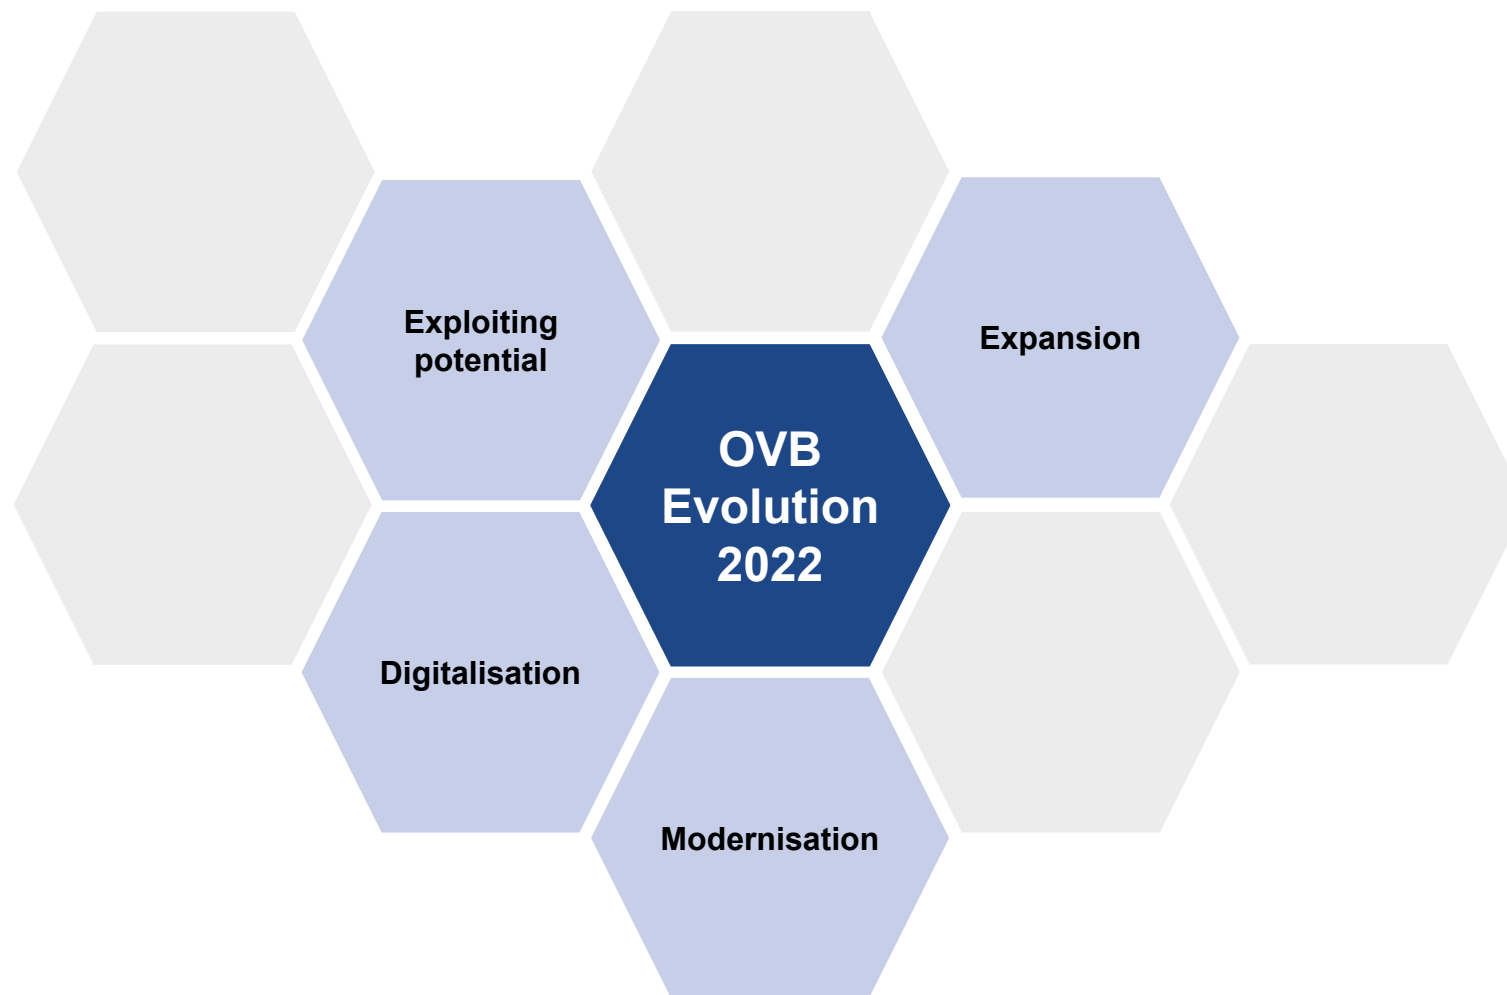 Exploiting
potential
Expansion
OVB
Evolution
2022
Digitalisation
Modernisation